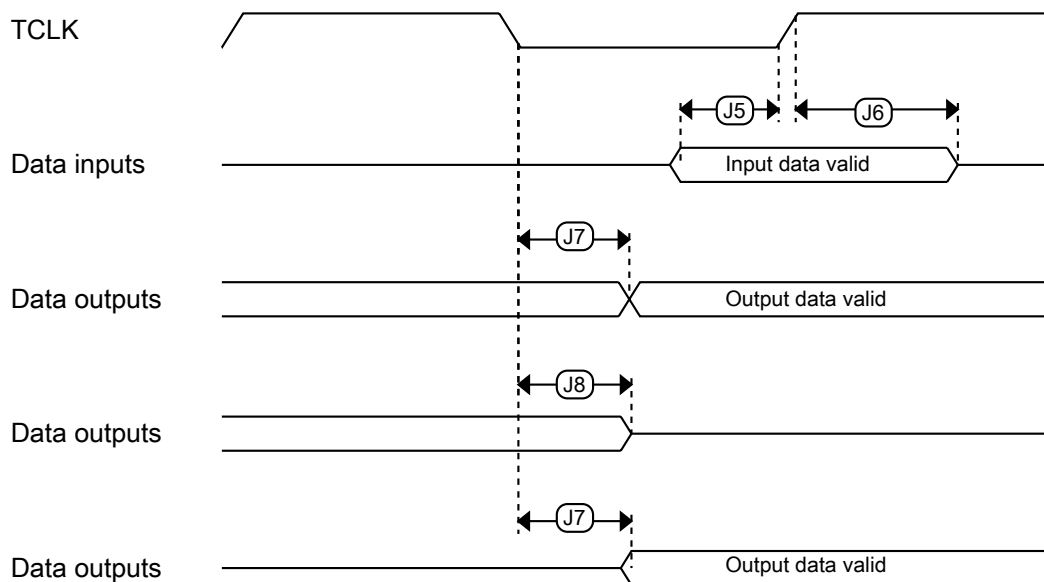 TCLK
J5
J6
Data inputs
Input data valid
J7
Data outputs
Output data valid
J8
Data outputs
J7
Data outputs
Output data valid